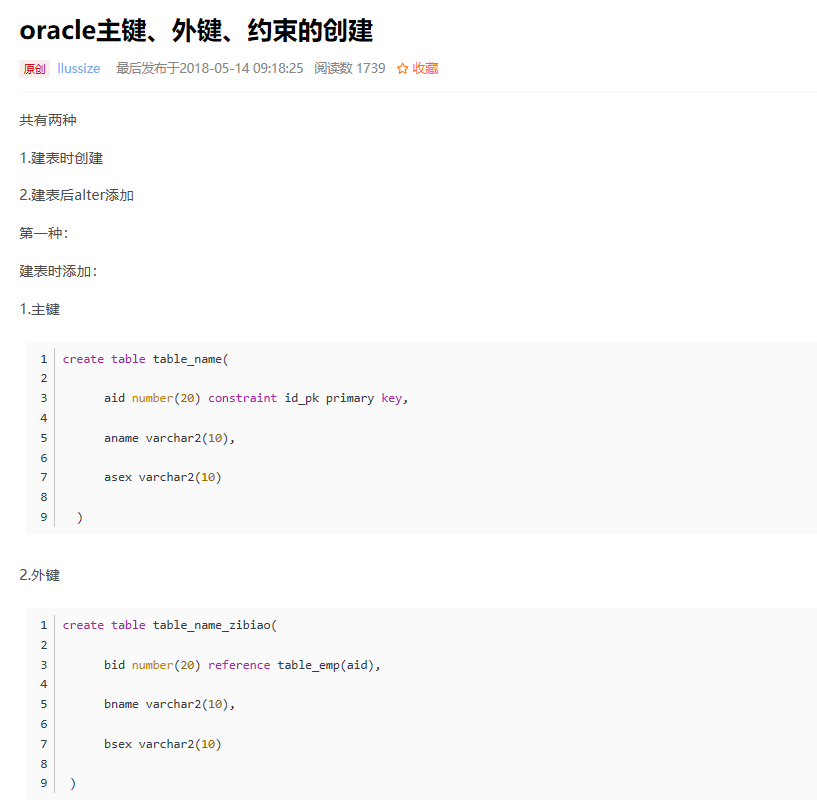 oracle主键、外键、约束的创建
原创 llussize 最后发布于2018-05-14 09:18:25 阅读数 1739 收藏
共有两种
1.建表时创建
2.建表后alter添加
第一种：
建表时添加：
1.主键
1 create table table_name(
2
3 aid number(20) constraint id_pk primary key,
4
5 aname varchar2(10),
6
7 asex varchar2(10)
8
9 )
2.外键
1 create table table_name_zibiao(
2
3 bid number(20) reference table_emp(aid),
4
5 bname varchar2(10),
6
7 bsex varchar2(10)
8
9 )